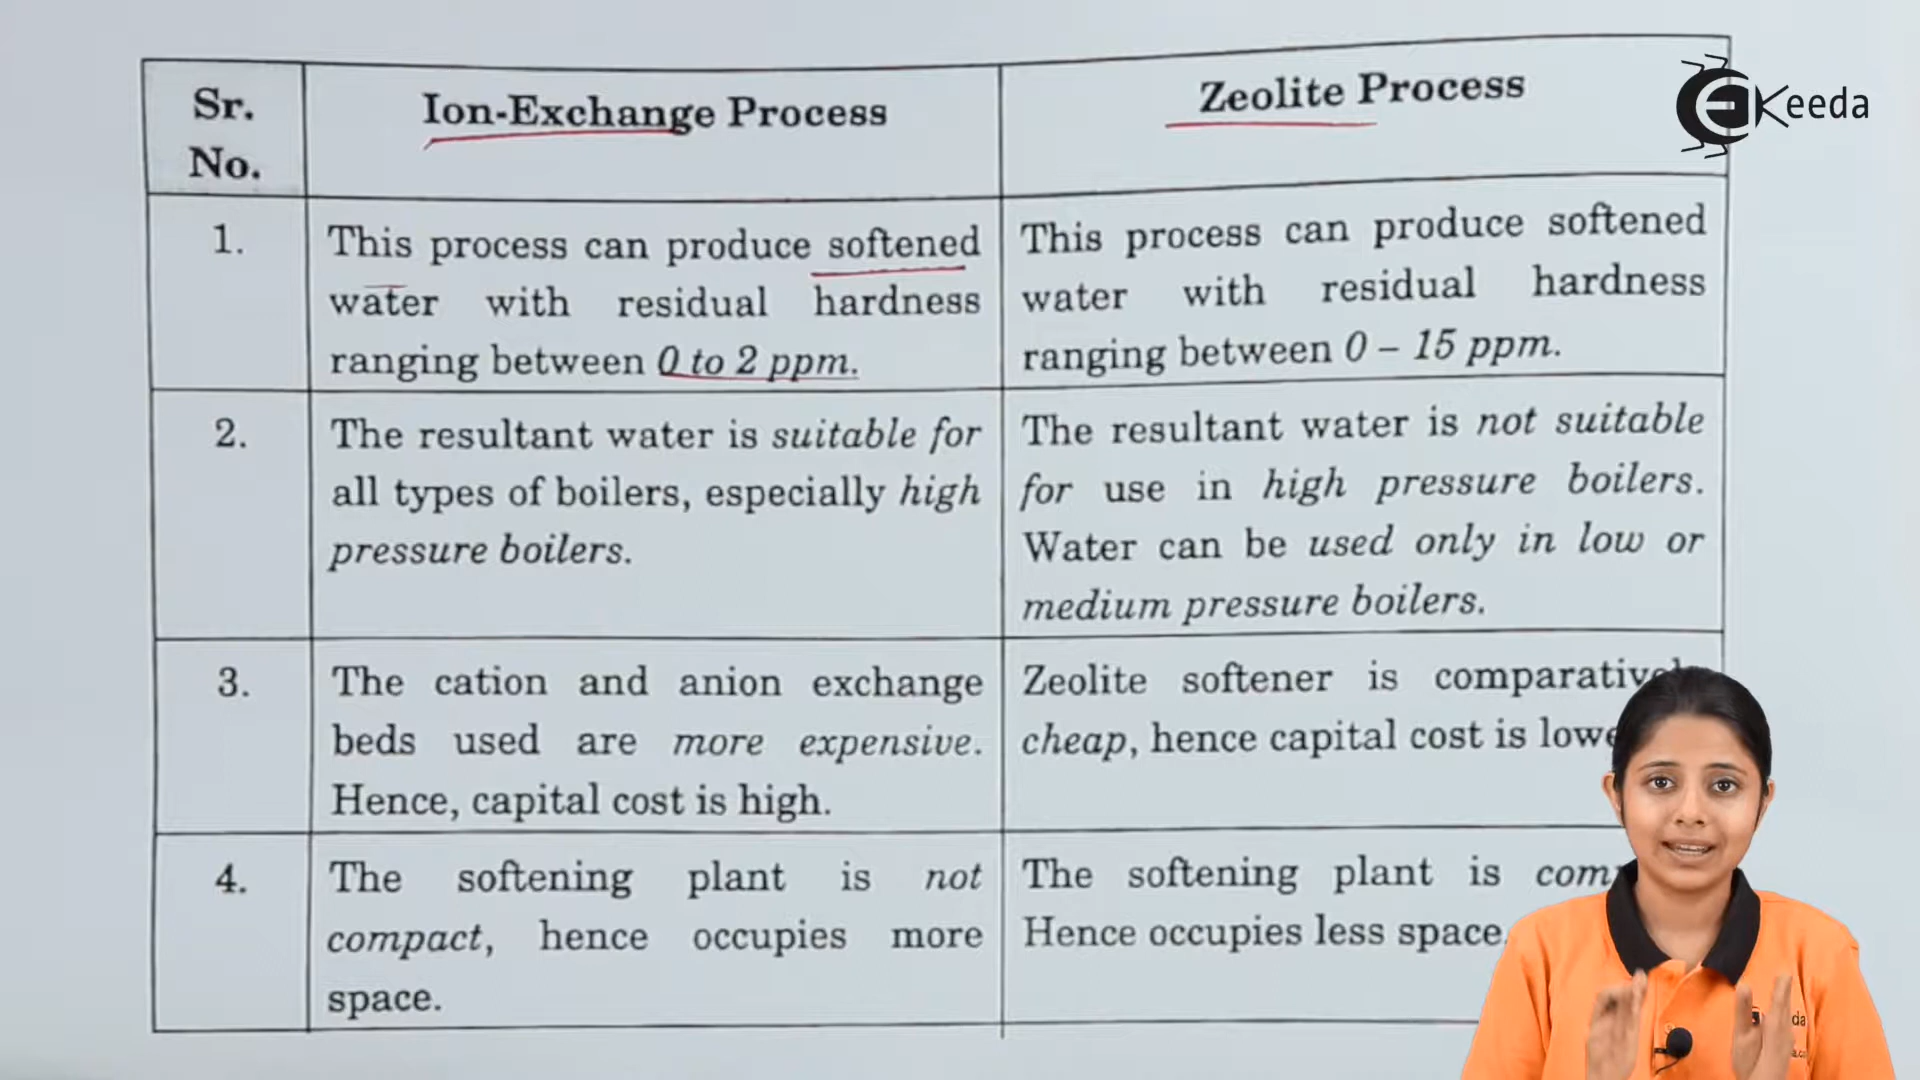 Sr.
No.
Ion-Exchange Process
Zeolite Process
Keeda
1.
This process can produce softened
water with residual hardness
ranging between 0 to 2 ppm.
This process can produce softened
water with residual hardness
ranging between 0 – 15 ppm.
2.
The resultant water is suitable for
all types of boilers, especially high
pressure boilers.
The resultant water is not suitable
for use in high pressure boilers.
Water can be used only in low or
medium pressure boilers.
3.
The cation and anion exchange
beds used are more expensive.
Hence, capital cost is high.
Zeolite softener is
cheap, hence capital cost is
4.
The softening plant is not
compact, hence occupies more
space.
The softening plant is
Hence occupies less space.